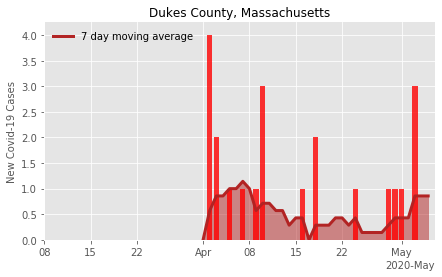 Dukes County, Massachusetts
7 day moving average
New Covid-19 Cases
4.0
3.5
3.0
2.5
2.0
1.5
1.0
0.5
0.0
08 15 22 Apr 08 15 22 May
2020-May